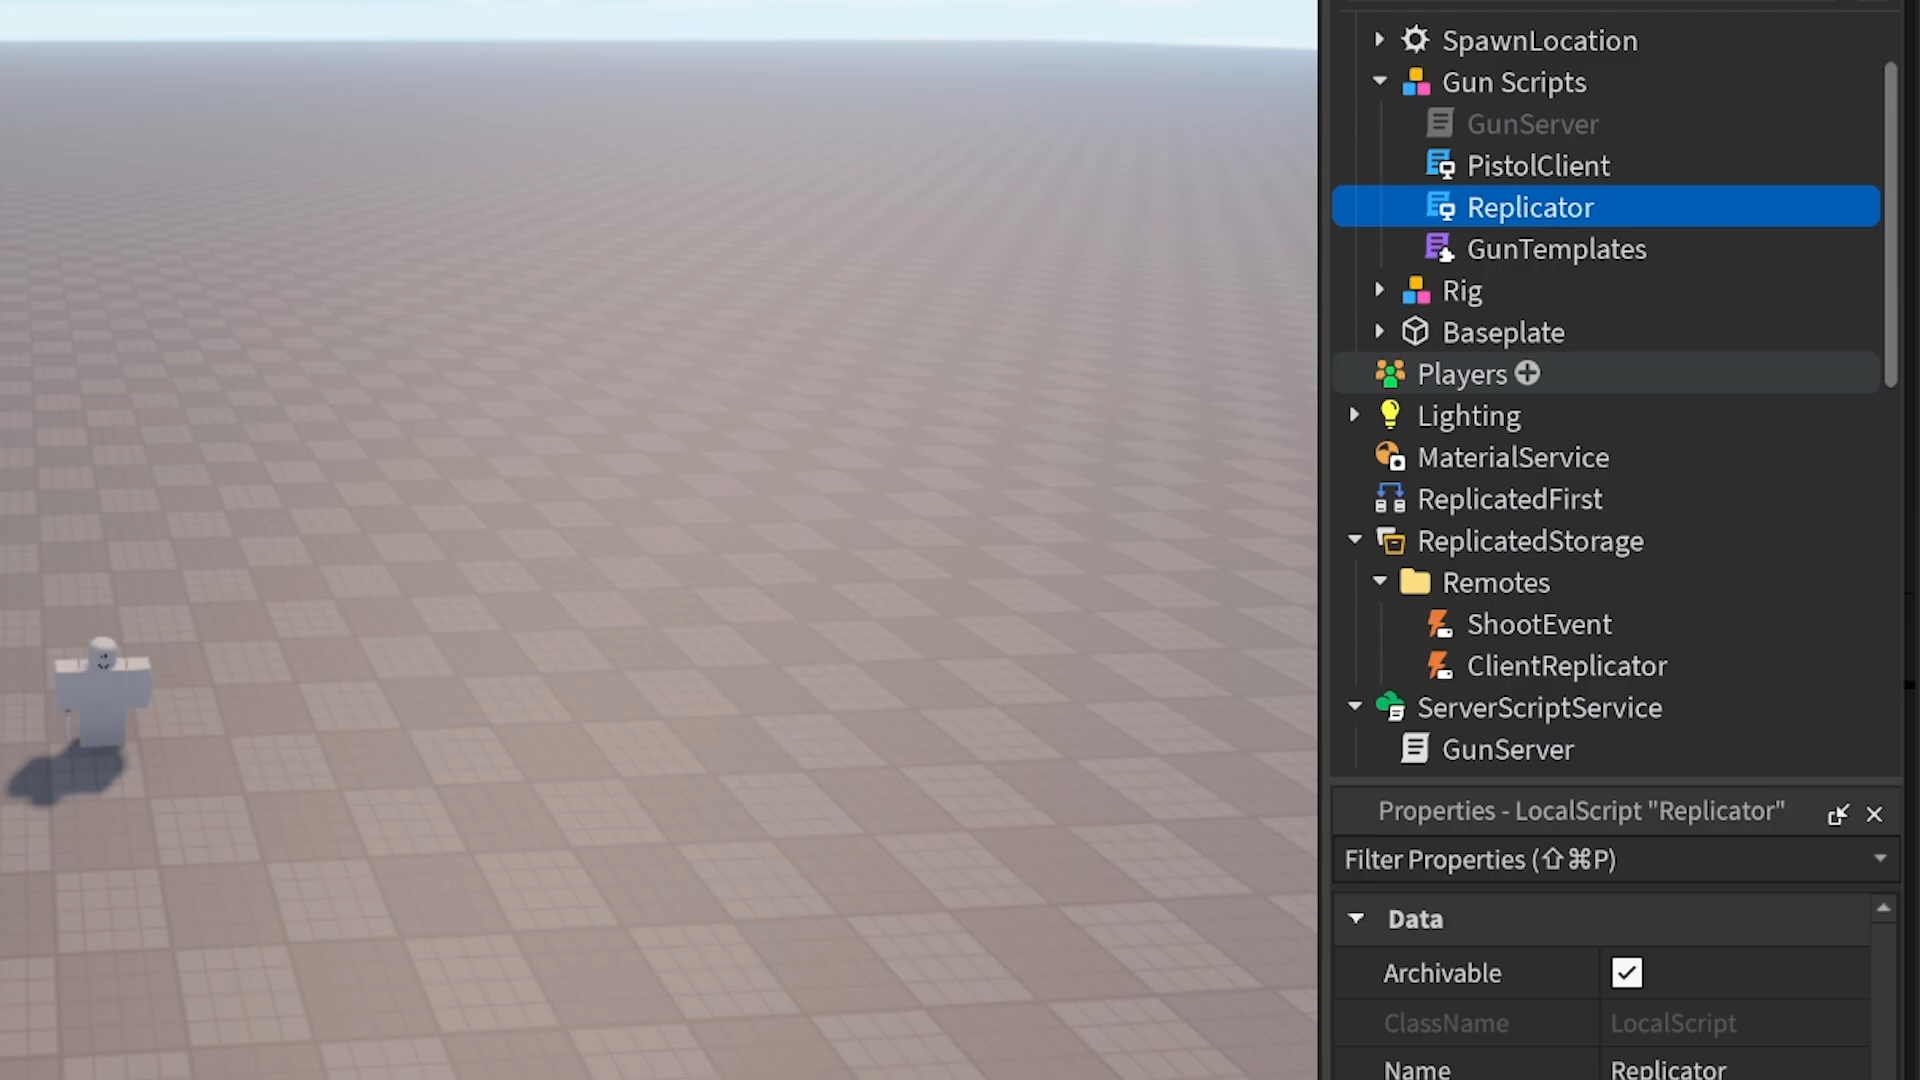 SpawnLocation
Gun Scripts
GunServer
PistolClient
Replicator
GunTemplates
Rig
Baseplate
Players
Lighting
MaterialService
ReplicatedFirst
ReplicatedStorage
Remotes
ShootEvent
ClientReplicator
ServerScriptService
GunServer
Properties - LocalScript "Replicator"
Filter Properties (⇧⌘P)
Data
Archivable
ClassName LocalScript
Name Replicator